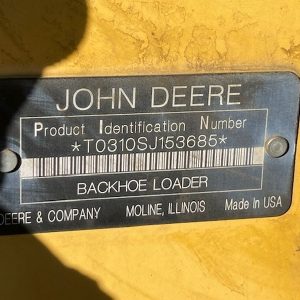 JOHN DEERE
Product Identification Number
*T0310SJ153685*
BACKHOE LOADER
DEERE & COMPANY MOLINE, ILLINOIS Made In USA